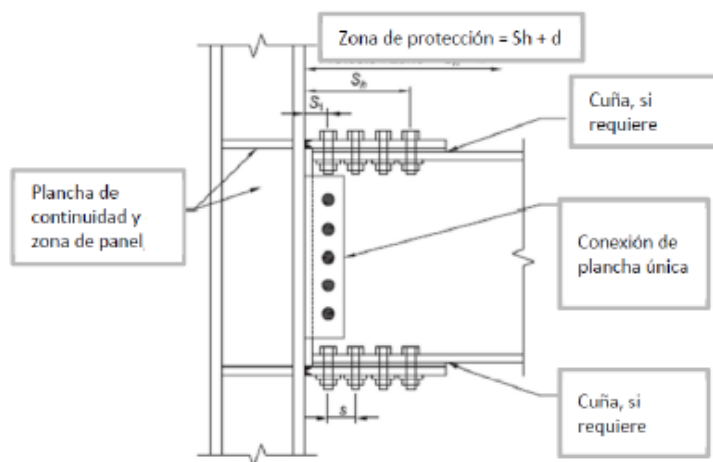 Zona de protección = Sh + d
Sh
S1
Cuña, si
requiere
Plancha de
continuidad y
zona de panel
Conexión de
plancha única
Cuña, si
requiere
s